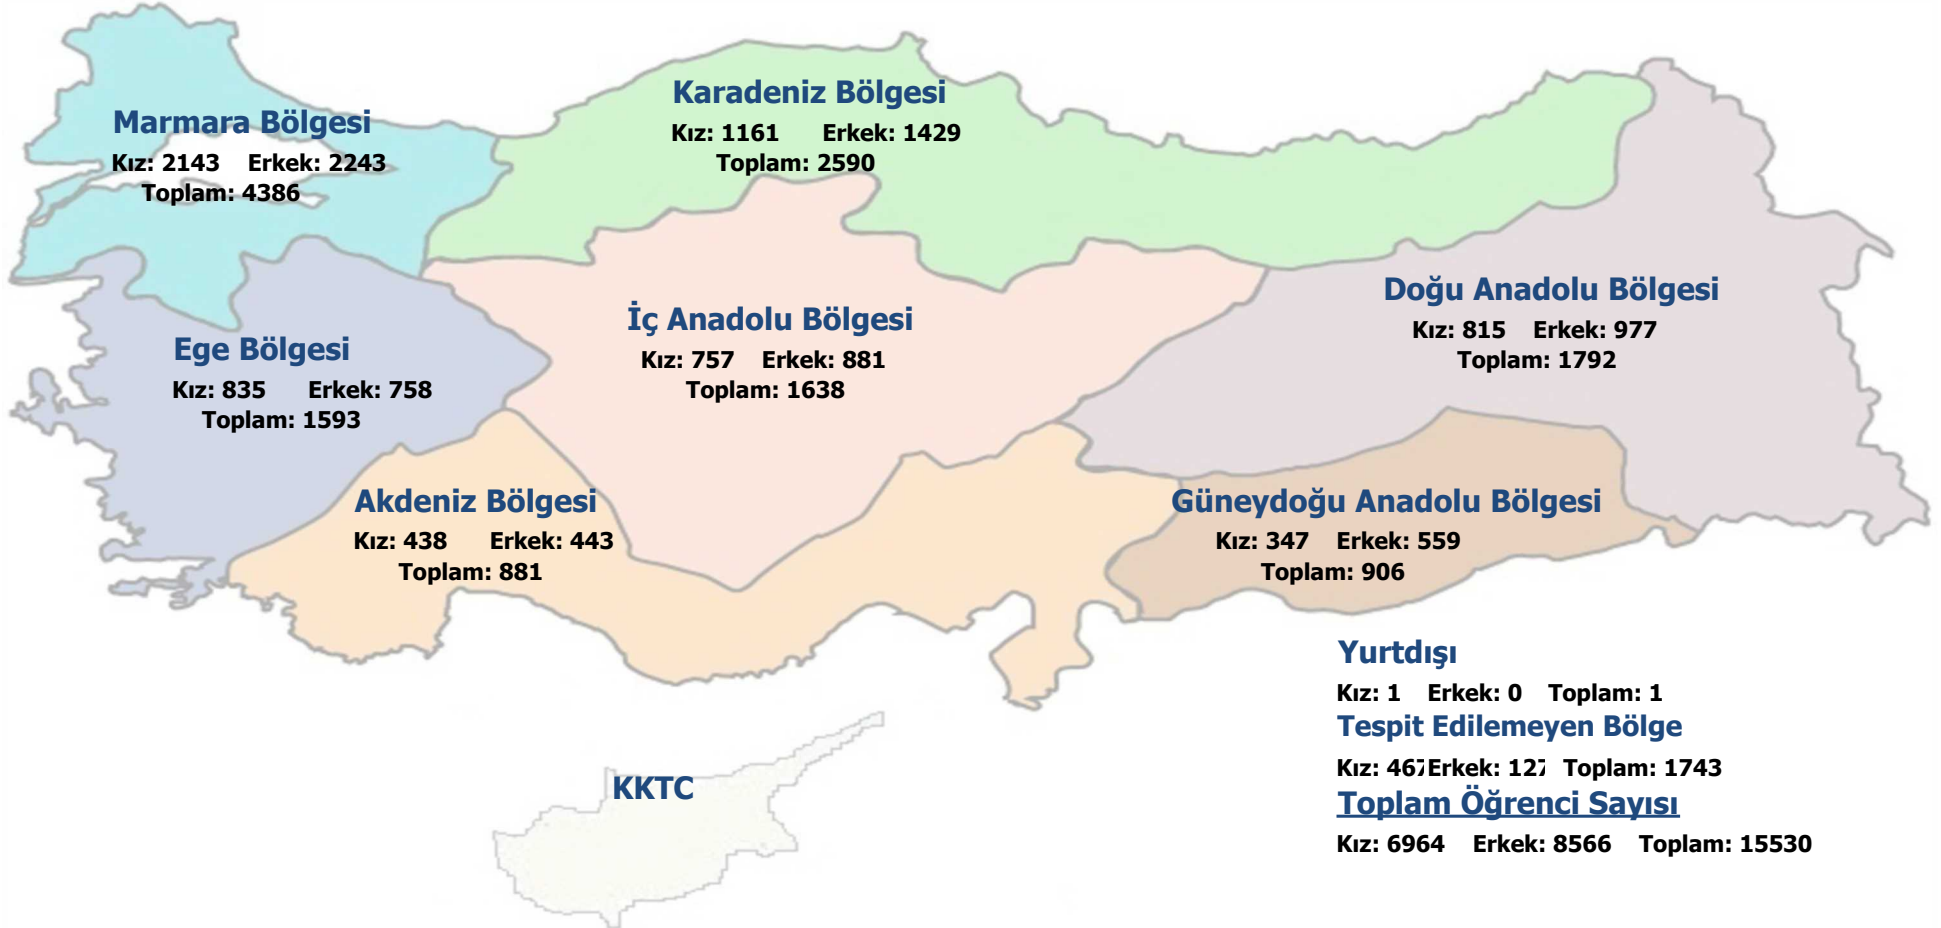 Karadeniz Bölgesi
Kız: 1161 Erkek: 1429
Toplam: 2590
Marmara Bölgesi
Kız: 2143 Erkek: 2243
Toplam: 4386
Doğu Anadolu Bölgesi
Kız: 815 Erkek: 977
Toplam: 1792
İç Anadolu Bölgesi
Kız: 757 Erkek: 881
Toplam: 1638
Ege Bölgesi
Kız: 835 Erkek: 758
Toplam: 1593
Akdeniz Bölgesi
Kız: 438 Erkek: 443
Toplam: 881
Güneydoğu Anadolu Bölgesi
Kız: 347 Erkek: 559
Toplam: 906
Yurtdışı
Kız: 1 Erkek: 0 Toplam: 1
Tespit Edilemeyen Bölge
Kız: 467 Erkek: 127 Toplam: 1743
Toplam Öğrenci Sayısı
Kız: 6964 Erkek: 8566 Toplam: 15530
KKTC